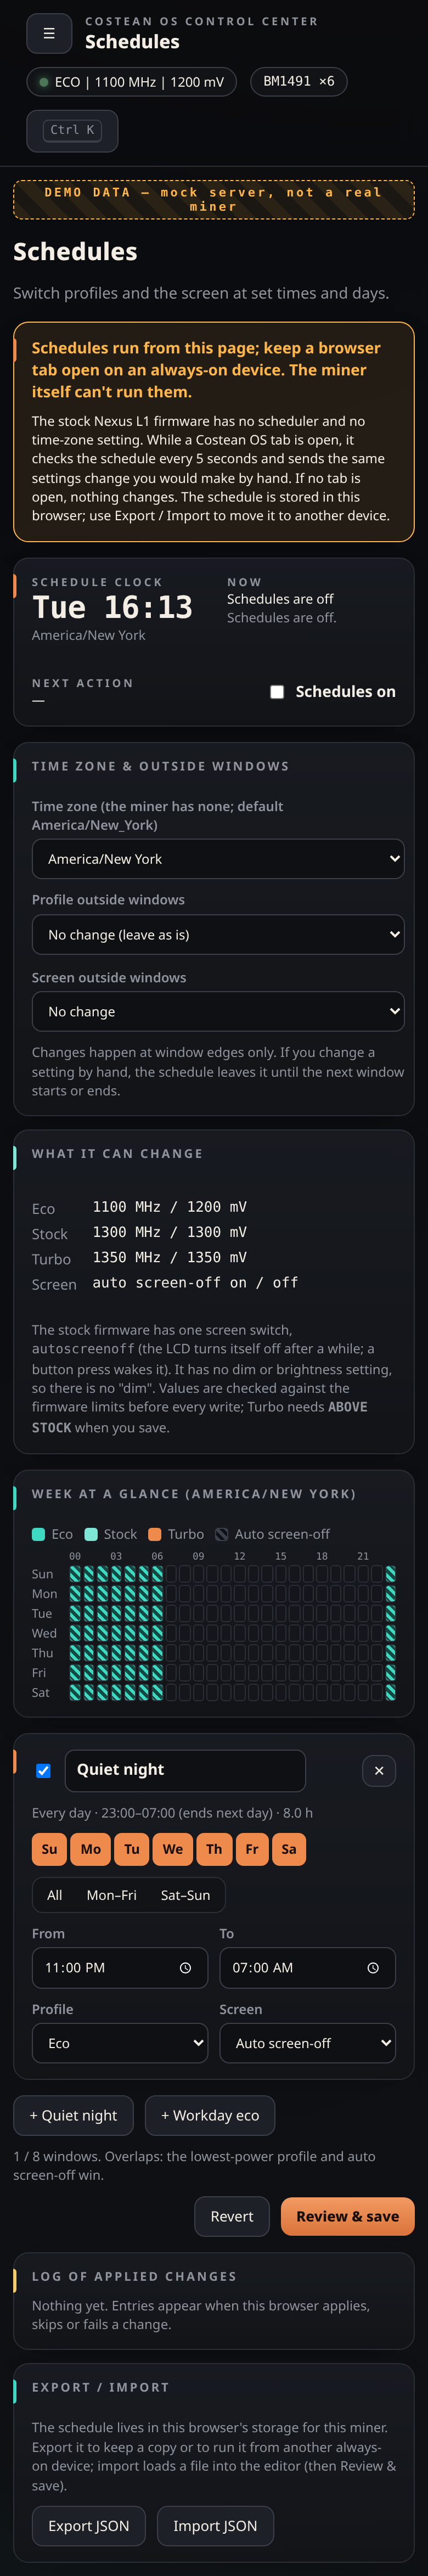 ☰
COSTEAN OS CONTROL CENTER
Schedules
ECO | 1100 MHz | 1200 mV
BM1491 ×6
Ctrl K
DEMO DATA — mock server, not a real
miner
Schedules
Switch profiles and the screen at set times and days.
Schedules run from this page; keep a browser
tab open on an always-on device. The miner
itself can't run them.
The stock Nexus L1 firmware has no scheduler and no
time-zone setting. While a Costean OS tab is open, it
checks the schedule every 5 seconds and sends the same
settings change you would make by hand. If no tab is
open, nothing changes. The schedule is stored in this
browser; use Export / Import to move it to another device.
SCHEDULE CLOCK
Tue 16:13
America/New York
NOW
Schedules are off
Schedules are off.
NEXT ACTION
—
Schedules on
TIME ZONE & OUTSIDE WINDOWS
Time zone (the miner has none; default
America/New_York)
America/New York
Profile outside windows
No change (leave as is)
Screen outside windows
No change
Changes happen at window edges only. If you change a
setting by hand, the schedule leaves it until the next window
starts or ends.
WHAT IT CAN CHANGE
Eco 1100 MHz / 1200 mV
Stock 1300 MHz / 1300 mV
Turbo 1350 MHz / 1350 mV
Screen auto screen-off on / off
The stock firmware has one screen switch,
autoscreenoff (the LCD turns itself off after a while; a
button press wakes it). It has no dim or brightness setting,
so there is no "dim". Values are checked against the
firmware limits before every write; Turbo needs ABOVE
STOCK when you save.
WEEK AT A GLANCE (AMERICA/NEW YORK)
Eco Stock Turbo Auto screen-off
00 03 06 09 12 15 18 21
Sun
Mon
Tue
Wed
Thu
Fri
Sat
Quiet night
✕
Every day · 23:00–07:00 (ends next day) · 8.0 h
Su Mo Tu We Th Fr Sa
All Mon–Fri Sat–Sun
From To
11:00 PM 07:00 AM
Profile Screen
Eco Auto screen-off
+ Quiet night + Workday eco
1 / 8 windows. Overlaps: the lowest-power profile and auto
screen-off win.
Revert Review & save
LOG OF APPLIED CHANGES
Nothing yet. Entries appear when this browser applies,
skips or fails a change.
EXPORT / IMPORT
The schedule lives in this browser's storage for this miner.
Export it to keep a copy or to run it from another always-
on device; import loads a file into the editor (then Review &
save).
Export JSON Import JSON